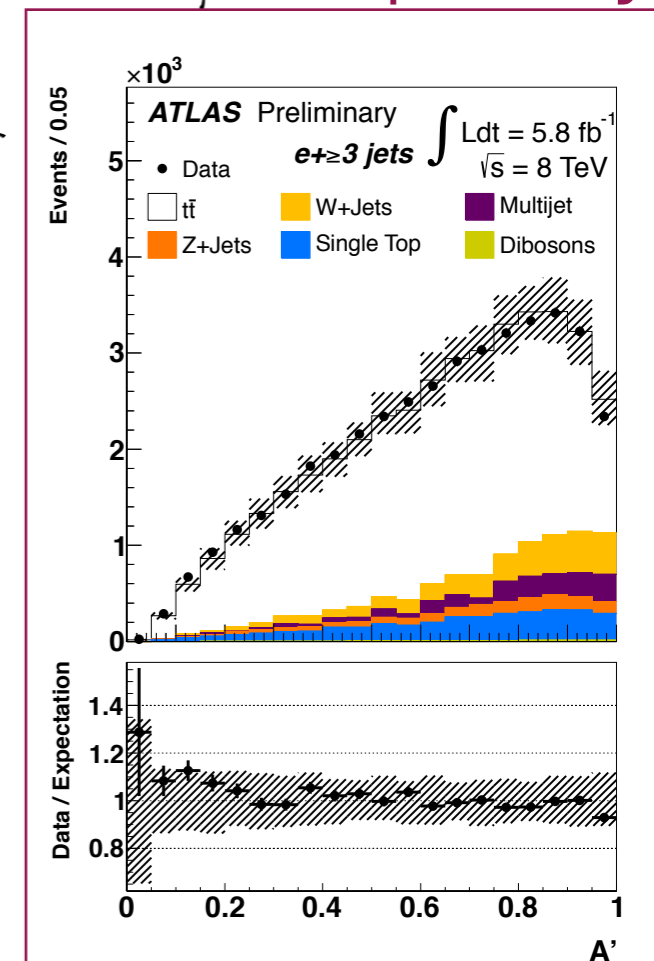 ×10³
Events / 0.05
ATLAS Preliminary
e+≥3 jets
∫ Ldt = 5.8 fb⁻¹
√s = 8 TeV
Data
tt̄ W+Jets Multijet
Z+Jets Single Top Dibosons
5
4
3
2
1
0
Data / Expectation
1.4
1.2
1
0.8
0 0.2 0.4 0.6 0.8 1
A'